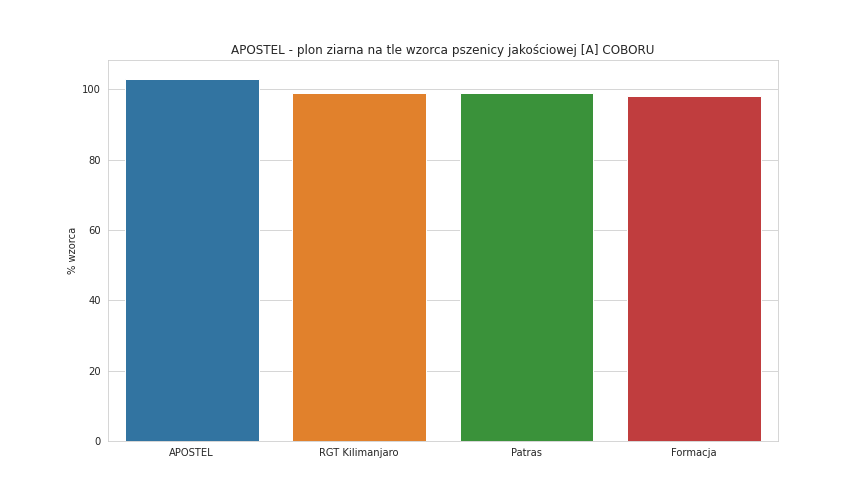 APOSTEL - plon ziarna na tle wzorca pszenicy jakościowej [A] COBORU
% wzorca
100
80
60
40
20
0
APOSTEL RGT Kilimanjaro Patras Formacja